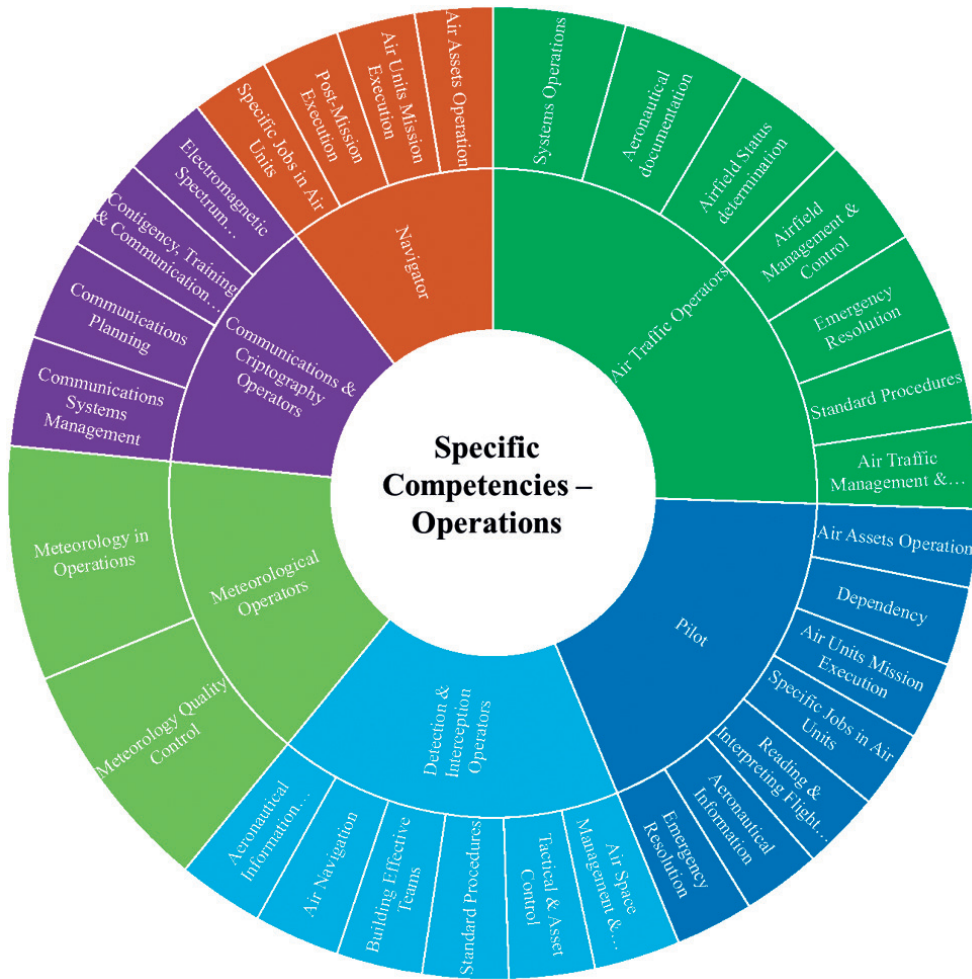 Specific
Competencies –
Operations
Air Traffic Operators
Systems Operations
Aeronautical
documentation
Airfield Status
determination
Airfield
Management &
Control
Emergency
Resolution
Standard Procedures
Air Traffic
Management &...
Pilot
Air Assets Operation
Dependency
Air Units Mission
Execution
Specific Jobs in Air
Units
Reading &
Interpreting Flight...
Aeronautical
Information
Emergency
Resolution
Detection &
Interception
Operators
Air Space
Management &...
Tactical & Asset
Control
Standard Procedures
Building Effective
Teams
Air Navigation
Aeronautical
Information...
Meteorological
Operators
Meteorology Quality
Control
Meteorology in
Operations
Communications &
Criptography
Operators
Communications
Systems
Management
Communications
Planning
Contigency, Training
& Communication...
Electromagnetic
Spectrum...
Navigator
Specific Jobs in Air
Units
Post-Mission
Execution
Air Units Mission
Execution
Air Assets Operation